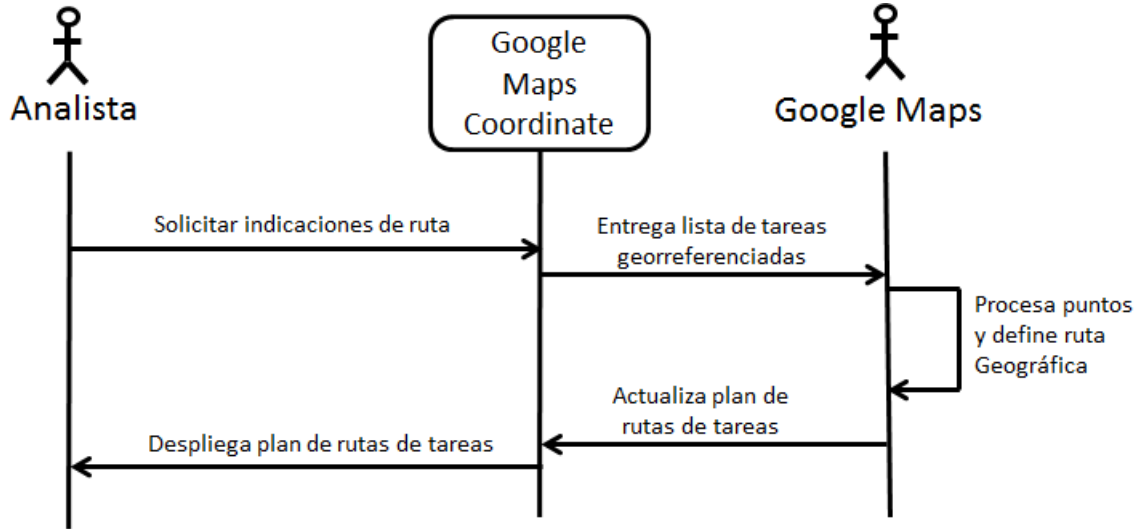 Analista
Google
Maps
Coordinate
Google Maps
Solicitar indicaciones de ruta
Entrega lista de tareas
georreferenciadas
Procesa puntos
y define ruta
Geográfica
Actualiza plan de
rutas de tareas
Despliega plan de rutas de tareas